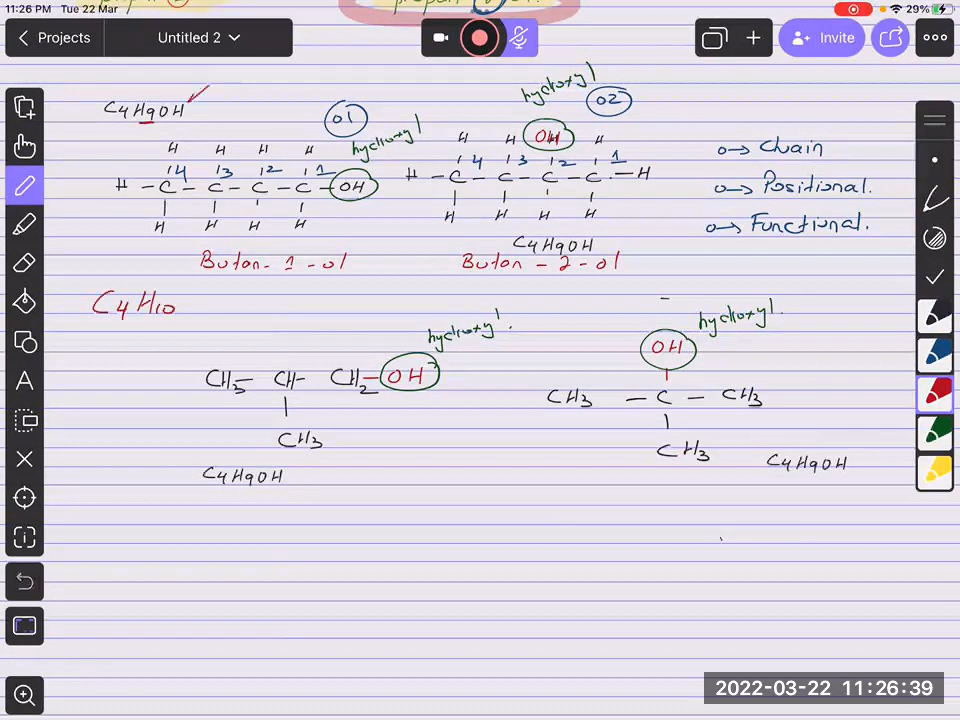 11:26 PM Tue 22 Mar
29%
Projects
Untitled 2
Invite
C4H9OH
01
hydroxyl
H H H H
4 3 2 1
H - C - C - C - C - OH
H H H H
Butan - 1 - ol
hydroxyl
02
H H OH H
4 3 2 1
H - C - C - C - C - H
H H H H
C4H9OH
Butan - 2 - ol
→ Chain
→ Positional.
→ Functional.
C4H10
hydroxyl.
CH3 - CH - CH2 - OH
CH3
C4H9OH
hydroxyl.
OH
CH3 - C - CH3
CH3
C4H9OH
2022-03-22 11:26:39